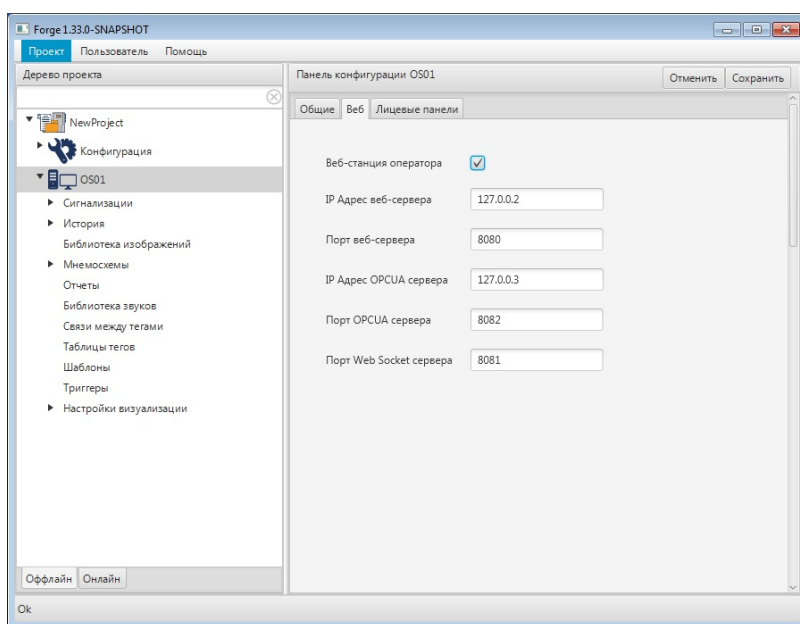 Forge 1.33.0-SNAPSHOT
Проект Пользователь Помощь
Дерево проекта
NewProject
Конфигурация
OS01
Сигнализации
История
Библиотека изображений
Мнемосхемы
Отчеты
Библиотека звуков
Связи между тегами
Таблицы тегов
Шаблоны
Триггеры
Настройки визуализации
Оффлайн Онлайн
Панель конфигурации OS01
Отменить Сохранить
Общие Веб Лицевые панели
Веб-станция оператора
IP Адрес веб-сервера 127.0.0.2
Порт веб-сервера 8080
IP Адрес OPCUA сервера 127.0.0.3
Порт OPCUA сервера 8082
Порт Web Socket сервера 8081
Ok